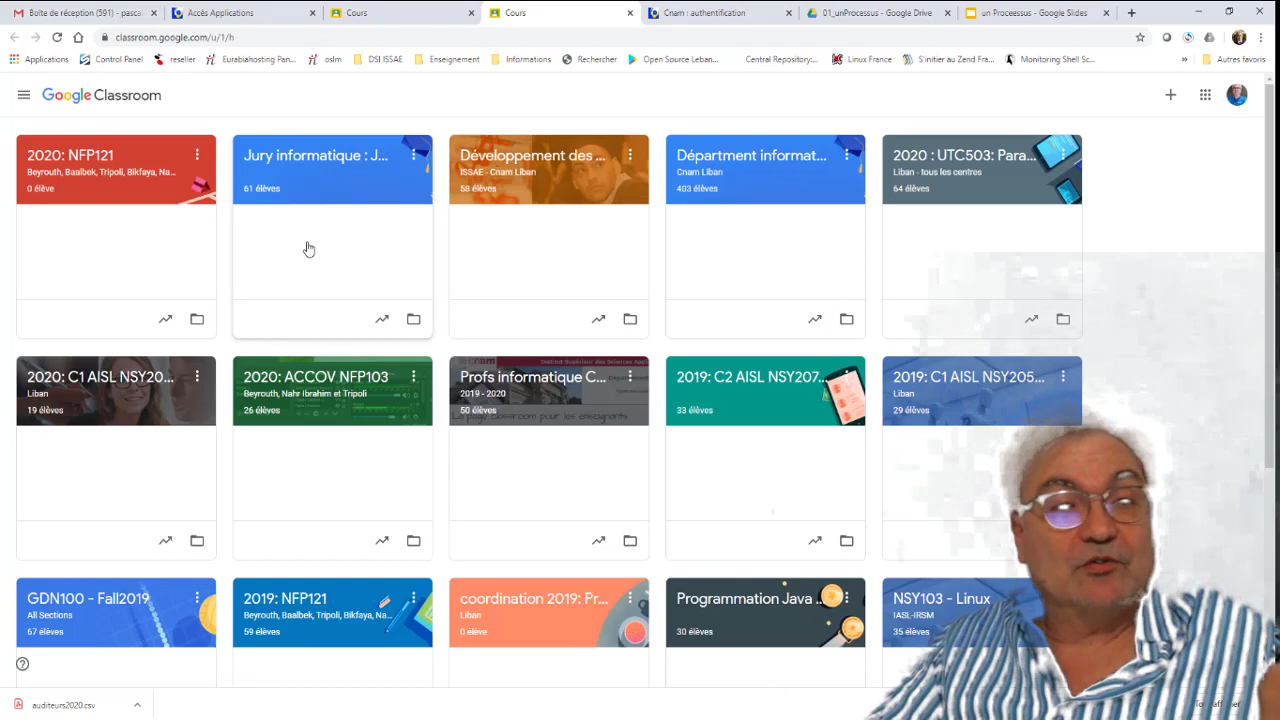 Boîte de réception (591) - pascal
Accès Applications
Cours
Cours
Cnam : authentification
01_unProcessus - Google Drive
un Proceessus - Google Slides
classroom.google.com/u/1/h
Applications
Control Panel
reseller
Eurabiahosting Pan...
oslm
DSI ISSAE
Enseignement
Informations
Rechercher
Open Source Leban...
Central Repository:...
Linux France
S'initier au Zend Fra...
Monitoring Shell Sc...
Autres favoris
Google Classroom
2020: NFP121
Beyrouth, Baalbek, Tripoli, Bikfaya, Na...
0 élève
Jury informatique : J...
61 élèves
Développement des ...
ISSAE - Cnam Liban
58 élèves
Départment informat...
Cnam Liban
403 élèves
2020 : UTC503: Para...
Liban - tous les centres
64 élèves
2020: C1 AISL NSY20...
Liban
19 élèves
2020: ACCOV NFP103
Beyrouth, Nahr Ibrahim et Tripoli
26 élèves
Profs informatique C...
2019 - 2020
50 élèves
La page Classroom pour les enseignants
2019: C2 AISL NSY207...
33 élèves
2019: C1 AISL NSY205...
Liban
29 élèves
GDN100 - Fall2019
All Sections
67 élèves
2019: NFP121
Beyrouth, Baalbek, Tripoli, Bikfaya, Na...
59 élèves
coordination 2019: Pr...
Liban
0 élève
Programmation Java ...
30 élèves
NSY103 - Linux
IASL-IRSM
35 élèves
auditeurs2020.csv